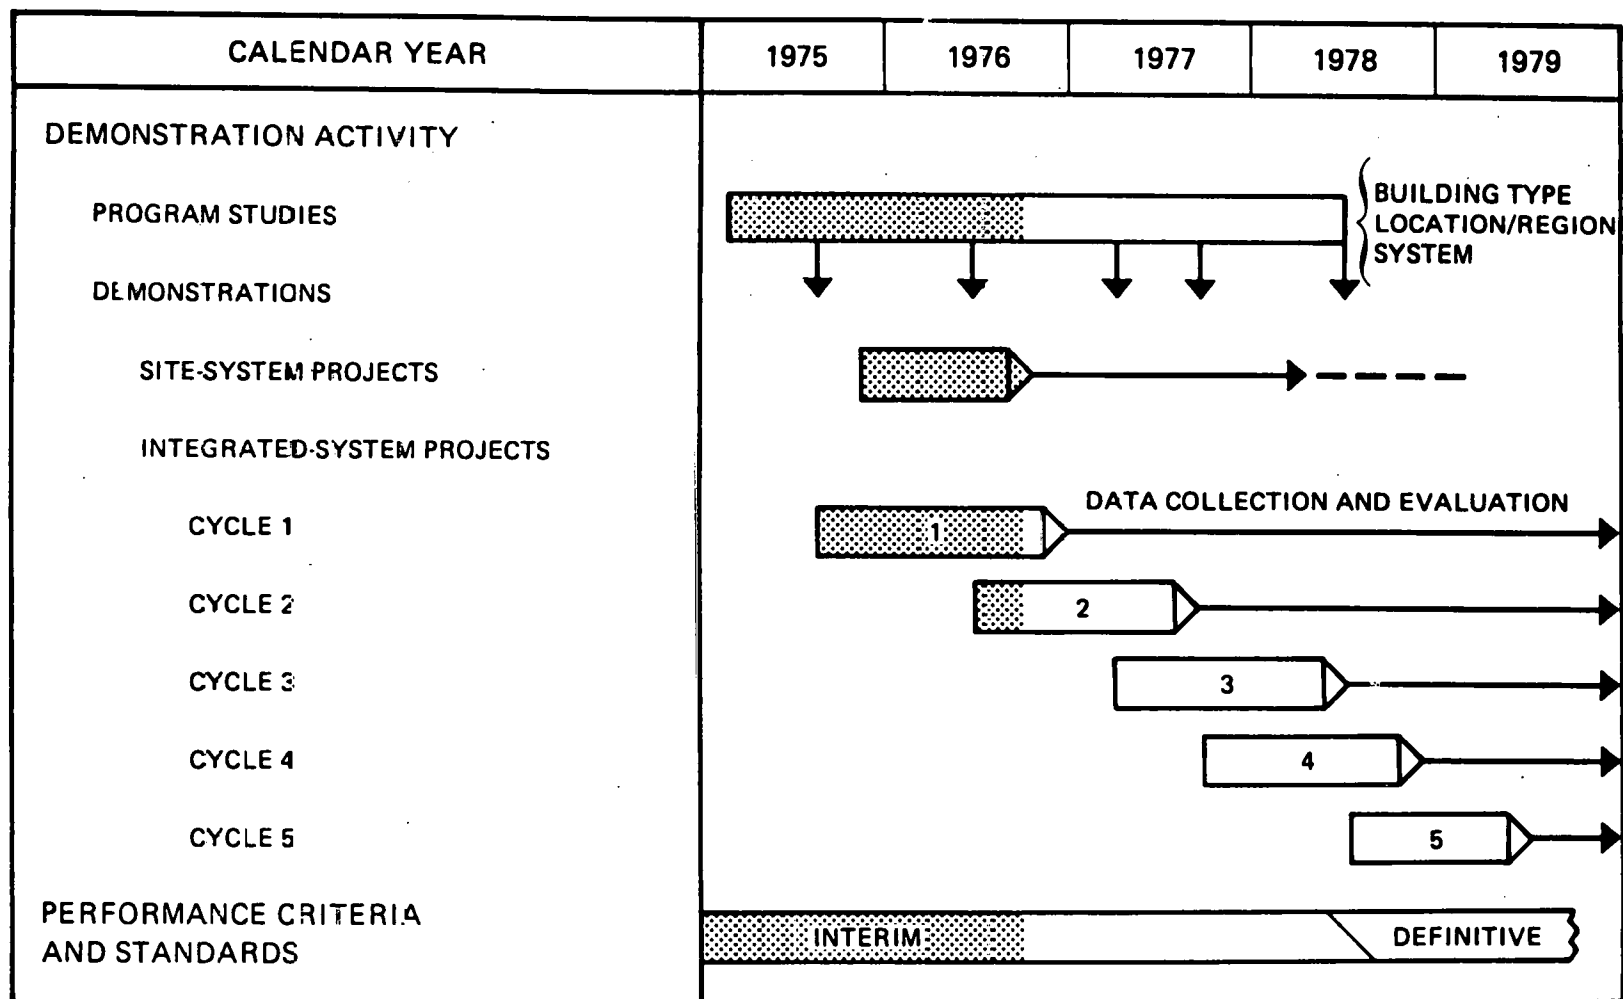 CALENDAR YEAR 1975 1976 1977 1978 1979
DEMONSTRATION ACTIVITY
PROGRAM STUDIES
BUILDING TYPE
LOCATION/REGION
SYSTEM
DEMONSTRATIONS
SITE-SYSTEM PROJECTS
INTEGRATED-SYSTEM PROJECTS
DATA COLLECTION AND EVALUATION
CYCLE 1 1
CYCLE 2 2
CYCLE 3 3
CYCLE 4 4
CYCLE 5 5
PERFORMANCE CRITERIA
AND STANDARDS
INTERIM DEFINITIVE